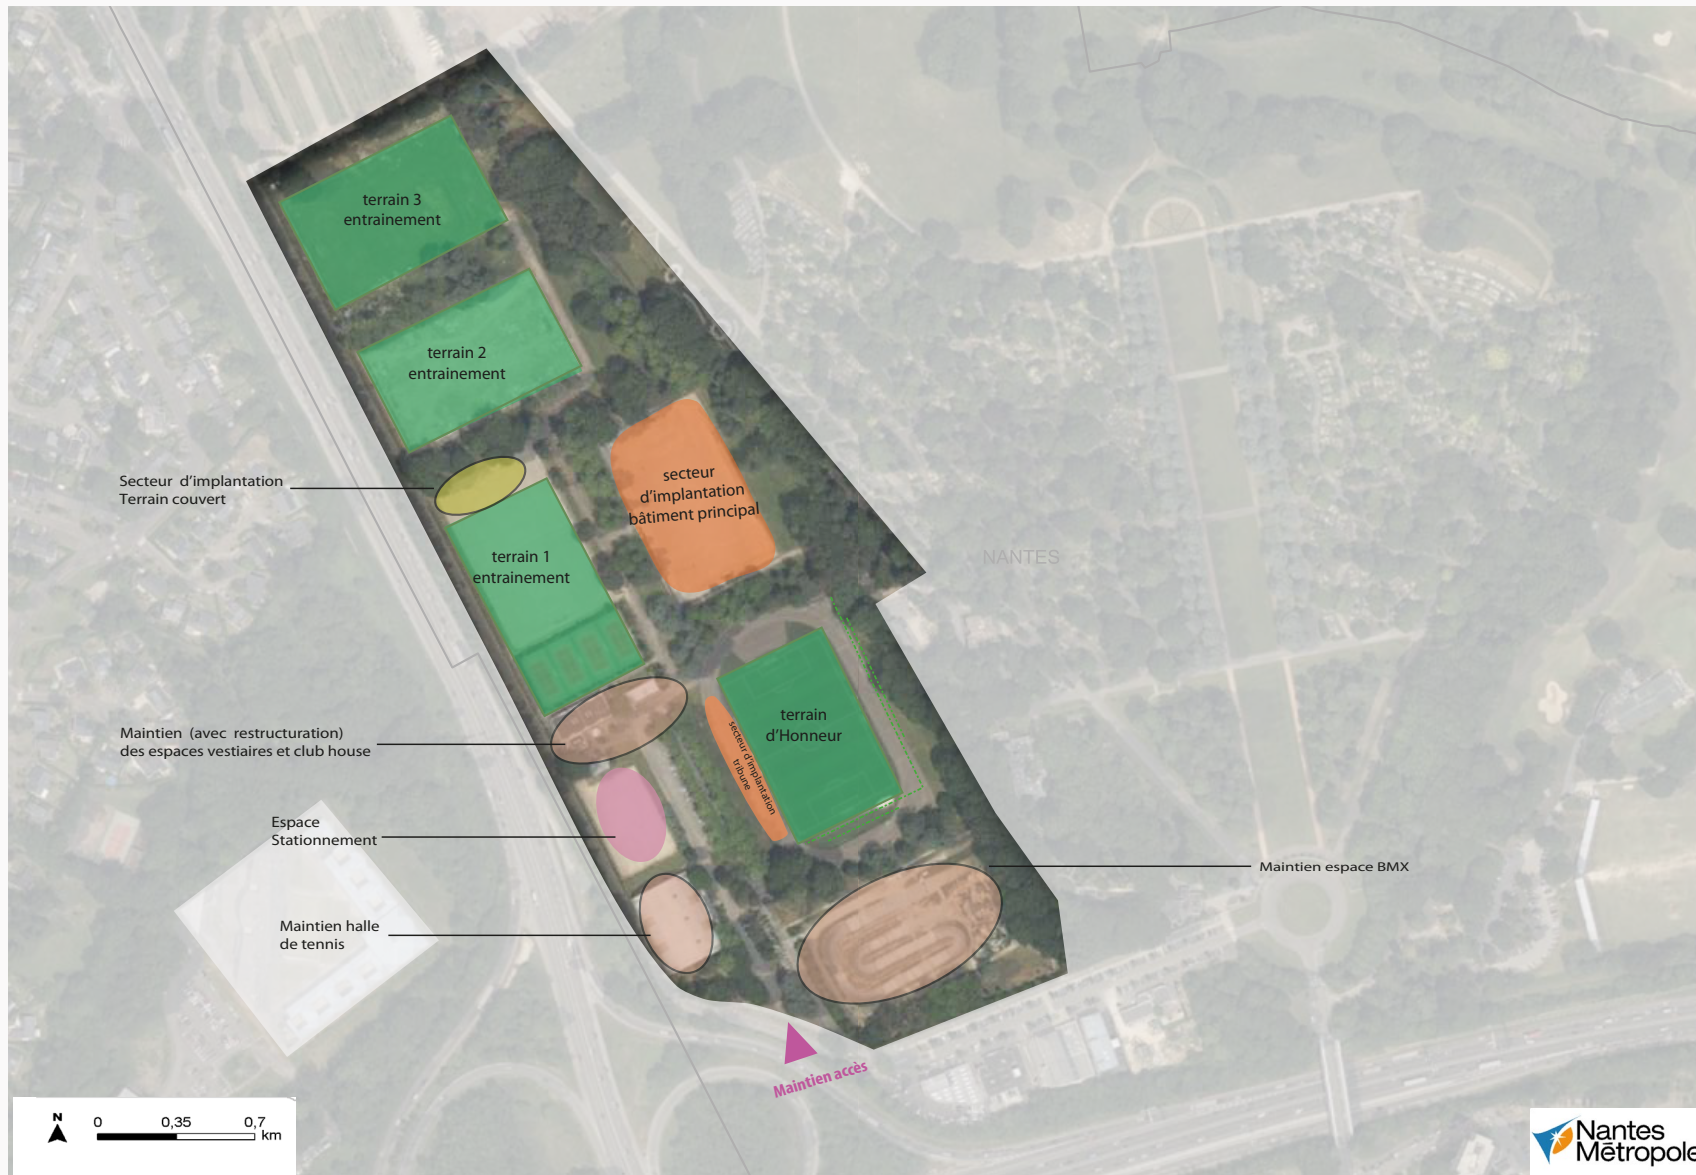 terrain 3
entrainement
terrain 2
entrainement
Secteur d'implantation
Terrain couvert
secteur
d'implantation
bâtiment principal
terrain 1
entrainement
NANTES
terrain
d'Honneur
secteur d'implantation
tribune
Maintien (avec restructuration)
des espaces vestiaires et club house
Espace
Stationnement
Maintien espace BMX
Maintien halle
de tennis
Maintien accès
N
0 0,35 0,7
km
Nantes
Métropole